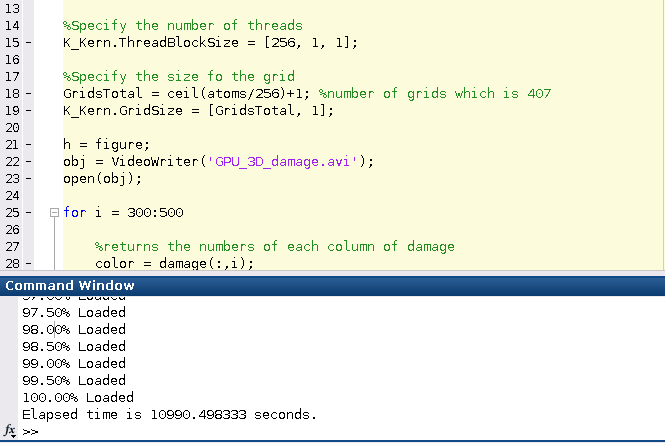 13
14 %Specify the number of threads
15 - K_Kern.ThreadBlockSize = [256, 1, 1];
16
17 %Specify the size fo the grid
18 - GridsTotal = ceil(atoms/256)+1; %number of grids which is 407
19 - K_Kern.GridSize = [GridsTotal, 1];
20
21 - h = figure;
22 - obj = VideoWriter('GPU_3D_damage.avi');
23 - open(obj);
24
25 - for i = 300:500
26
27 %returns the numbers of each column of damage
28 - color = damage(:,i);
Command Window
97.00% Loaded
97.50% Loaded
98.00% Loaded
98.50% Loaded
99.00% Loaded
99.50% Loaded
100.00% Loaded
Elapsed time is 10990.498333 seconds.
fx >>